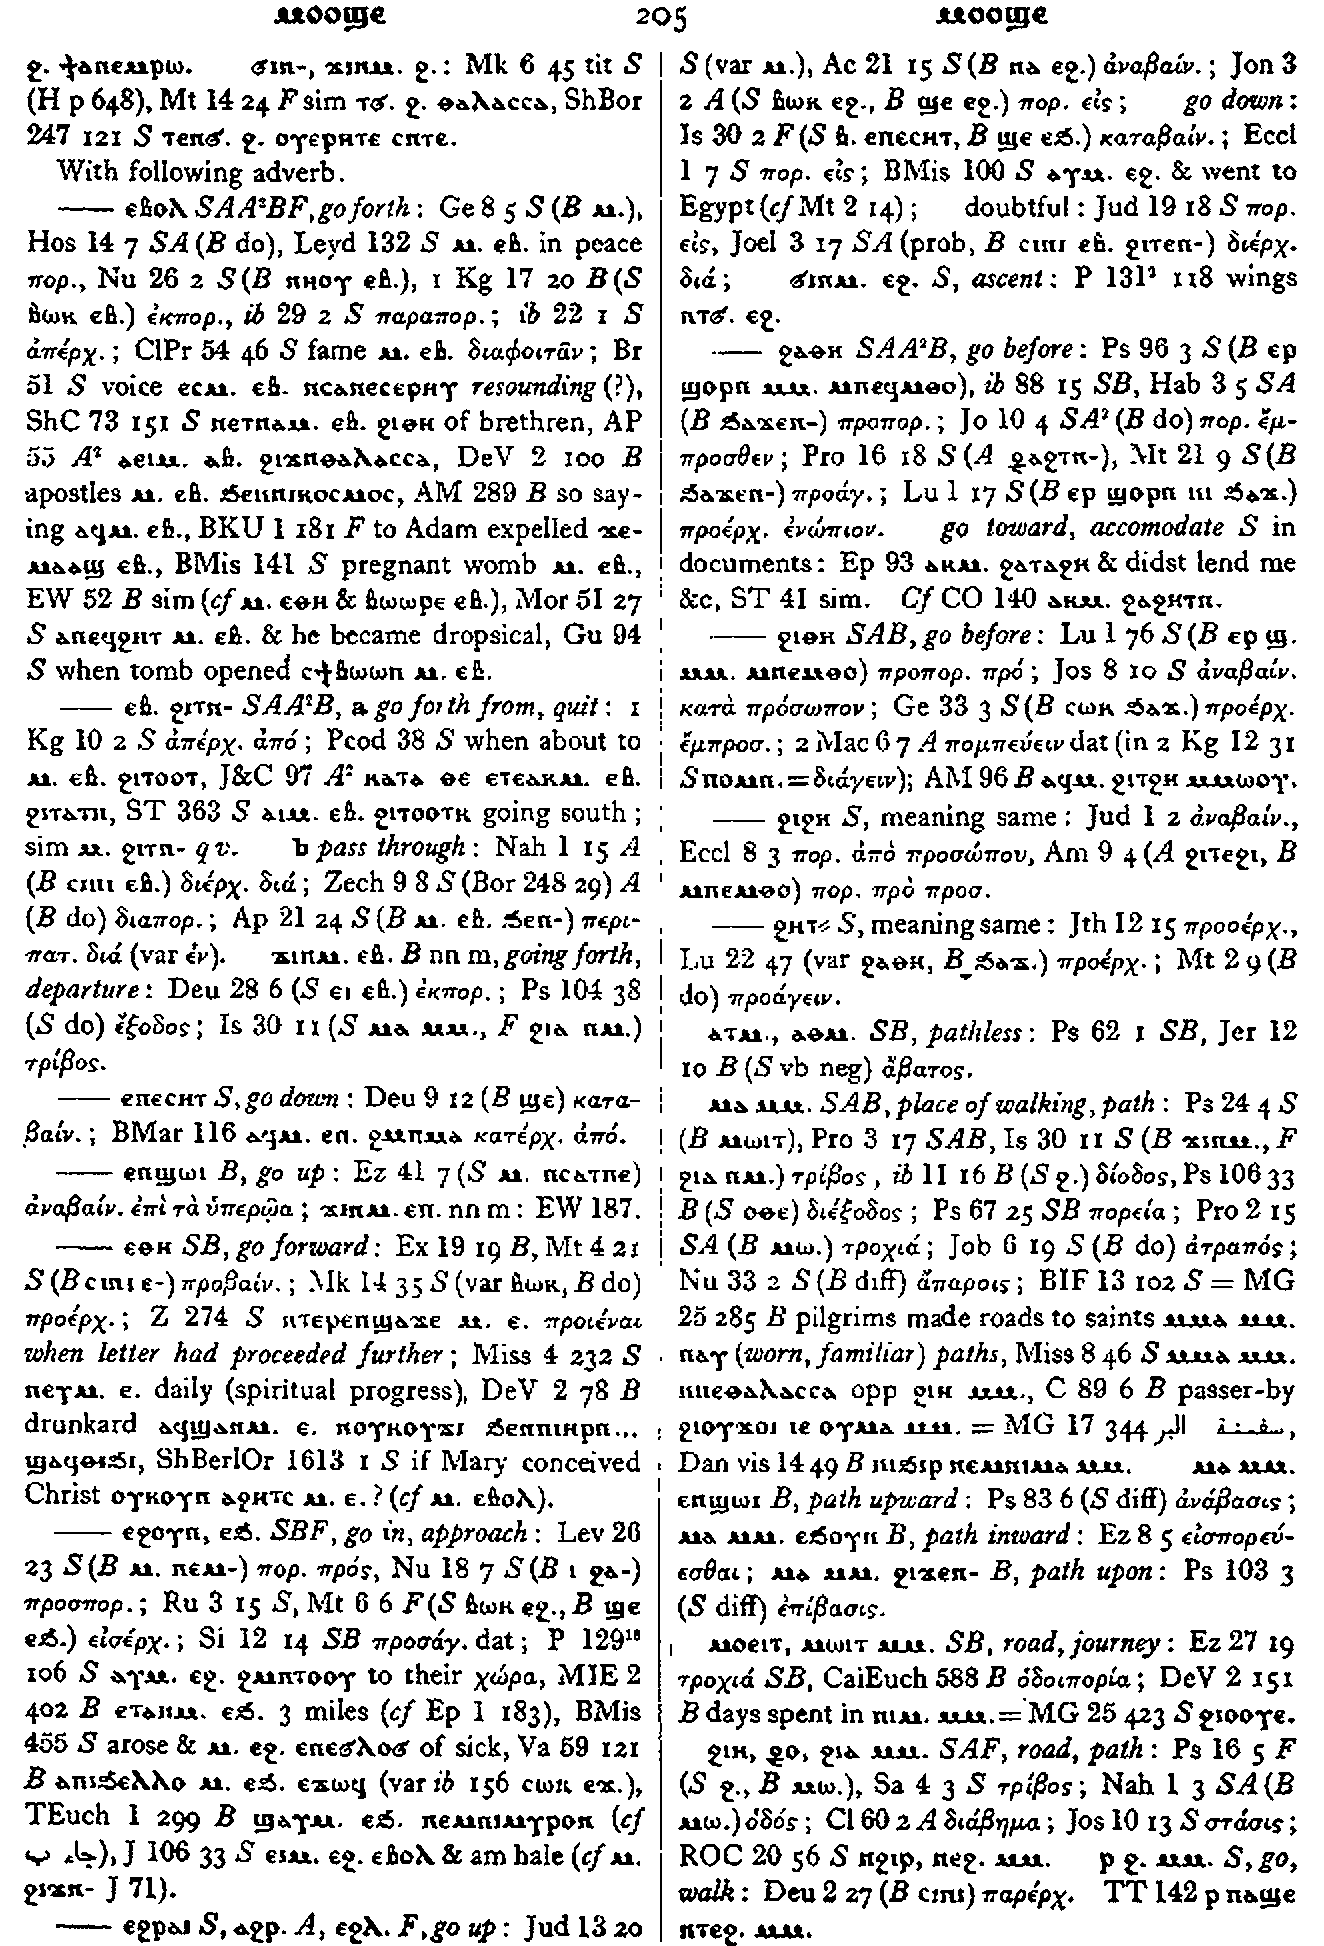 ⲙⲟⲟϣⲉ 205 ⲙⲟⲟϣⲉ
ϩ. ϯⲁⲡⲉⲙⲣⲱ. ϭⲓⲛ-, ϫⲓⲛⲙ. ϩ.: Mk 6 45 tit S
(H p 648), Mt 14 24 F sim ⲧϭ. ϩ. ⲑⲁⲗⲁⲥⲥⲁ, ShBor
247 121 S ⲧⲉⲛϭ. ϩ. ⲟⲩⲉⲣⲏⲧⲉ ⲥⲛⲧⲉ.
With following adverb.
—— ⲉⲃⲟⲗ SAA²BF, go forth: Ge 8 5 S (B ⲙ.),
Hos 14 7 SA (B do), Leyd 132 S ⲙ. ⲉⲃ. in peace
πορ., Nu 26 2 S (B ⲛⲏⲟⲩ ⲉⲃ.), 1 Kg 17 20 B (S
ⲃⲱⲕ ⲉⲃ.) ἐκπορ., ib 29 2 S παραπορ.; ib 22 1 S
ἀπέρχ.; ClPr 54 46 S fame ⲙ. ⲉⲃ. διαφοιτᾶν; Br
51 S voice ⲉⲥⲙ. ⲉⲃ. ⲛⲥⲁⲛⲉⲥⲉⲣⲏⲩ resounding (?),
ShC 73 151 S ⲛⲉⲧⲛⲁⲙ. ⲉⲃ. ϩⲓⲑⲏ of brethren, AP
55 A² ⲁⲉⲓⲙ. ⲁⲃ. ϩⲓϫⲛⲑⲁⲗⲁⲥⲥⲁ, DeV 2 100 B
apostles ⲙ. ⲉⲃ. ϧⲉⲛⲡⲓⲕⲟⲥⲙⲟⲥ, AM 289 B so say-
ing ⲁϥⲙ. ⲉⲃ., BKU 1 181 F to Adam expelled ϫⲉ-
ⲙⲁⲁϣ ⲉⲃ., BMis 141 S pregnant womb ⲙ. ⲉⲃ.,
EW 52 B sim (cf ⲙ. ⲉⲑⲏ & ⲃⲱⲱⲣⲉ ⲉⲃ.), Mor 51 27
S ⲁⲡⲉϥϩⲏⲧ ⲙ. ⲉⲃ. & he became dropsical, Gu 94
S when tomb opened ⲥϯⲃⲱⲱⲛ ⲙ. ⲉⲃ.
—— ⲉⲃ. ϩⲓⲧⲛ- SAA²B, a go forth from, quit: 1
Kg 10 2 S ἀπέρχ. ἀπό; Pcod 38 S when about to
ⲙ. ⲉⲃ. ϩⲓⲧⲟⲟⲧ, J&C 97 A² ⲕⲁⲧⲁ ⲑⲉ ⲉⲧⲉⲁⲕⲙ. ⲉⲃ.
ϩⲓⲧⲁⲧⲛ, ST 363 S ⲁⲓⲙ. ⲉⲃ. ϩⲓⲧⲟⲟⲧⲕ going south;
sim ⲙ. ϩⲓⲧⲛ- q v. b pass through: Nah 1 15 A
(B ⲥⲓⲛⲓ ⲉⲃ.) διέρχ. διά; Zech 9 8 S (Bor 248 29) A
(B do) διαπορ.; Ap 21 24 S (B ⲙ. ⲉⲃ. ϧⲉⲛ-) περι-
πατ. διά (var ἐν). ϫⲓⲛⲙ. ⲉⲃ. B nn m, going forth,
departure: Deu 28 6 (S ⲉⲓ ⲉⲃ.) ἐκπορ.; Ps 104 38
(S do) ἔξοδος; Is 30 11 (S ⲙⲁ ⲙⲙ., F ϩⲓⲁ ⲛⲙ.)
τρίβος.
—— ⲉⲡⲉⲥⲏⲧ S, go down: Deu 9 12 (B ϣⲉ) κατα-
βαίν.; BMar 116 ⲁϥⲙ. ⲉⲡ. ϩⲙⲡⲙⲁ κατέρχ. ἀπό.
—— ⲉⲡϣⲱⲓ B, go up: Ez 41 7 (S ⲙ. ⲛⲥⲁⲧⲡⲉ)
ἀναβαίν. ἐπὶ τὰ ὑπερῷα; ϫⲓⲛⲙ. ⲉⲡ. nn m: EW 187.
—— ⲉⲑⲏ SB, go forward: Ex 19 19 B, Mt 4 21
S (B ⲥⲓⲛⲓ ⲉ-) προβαίν.; Mk 14 35 S (var ⲃⲱⲕ, B do)
προέρχ.; Z 274 S ⲛⲧⲉⲣⲉⲡϣⲁϫⲉ ⲙ. ⲉ. προιέναι
when letter had proceeded further; Miss 4 232 S
ⲛⲉⲩⲙ. ⲉ. daily (spiritual progress), DeV 2 78 B
drunkard ⲁϥϣⲁⲛⲙ. ⲉ. ⲛⲟⲩⲕⲟⲩϫⲓ ϧⲉⲛⲡⲓⲏⲣⲡ...
ϣⲁϥⲑⲓϧⲓ, ShBerlOr 1613 1 S if Mary conceived
Christ ⲟⲩⲕⲟⲩⲛ ⲁϩⲏⲧⲥ ⲙ. ⲉ.? (cf ⲙ. ⲉⲃⲟⲗ).
—— ⲉϩⲟⲩⲛ, ⲉϧ. SBF, go in, approach: Lev 26
23 S (B ⲙ. ⲛⲉⲙ-) πορ. πρός, Nu 18 7 S (B ⲓ ϩⲁ-)
προσπορ.; Ru 3 15 S, Mt 6 6 F (S ⲃⲱⲕ ⲉϩ., B ϣⲉ
ⲉϧ.) εἰσέρχ.; Si 12 14 SB προσάγ. dat; P 129¹⁸
106 S ⲁⲩⲙ. ⲉϩ. ϩⲙⲡⲧⲟⲟⲩ to their χώρα, MIE 2
402 B ⲉⲧⲁⲛⲙ. ⲉϧ. 3 miles (cf Ep 1 183), BMis
455 S arose & ⲙ. ⲉϩ. ⲉⲡⲉϭⲗⲟϭ of sick, Va 59 121
B ⲁⲡⲓϧⲉⲗⲗⲟ ⲙ. ⲉϧ. ⲉϫⲱϥ (var ib 156 ⲥⲱⲕ ⲉϫ.),
TEuch 1 299 B ϣⲁⲩⲙ. ⲉϧ. ⲛⲉⲙⲡⲓⲙⲩⲣⲟⲛ (cf
جاء ب), J 106 33 S ⲉⲓⲙ. ⲉϩ. ⲉⲃⲟⲗ & am hale (cf ⲙ.
ϩⲓϫⲛ- J 71).
—— ⲉϩⲣⲁⲓ S, ⲁϩⲣ. A, ⲉϩⲗ. F, go up: Jud 13 20
S (var ⲙ.), Ac 21 15 S (B ⲛⲁ ⲉϩ.) ἀναβαίν.; Jon 3
2 A (S ⲃⲱⲕ ⲉϩ., B ϣⲉ ⲉϩ.) πορ. εἰς; go down:
Is 30 2 F (S ⲃ. ⲉⲡⲉⲥⲏⲧ, B ϣⲉ ⲉϧ.) καταβαίν.; Eccl
1 7 S πορ. εἰς; BMis 100 S ⲁⲩⲙ. ⲉϩ. & went to
Egypt (cf Mt 2 14); doubtful: Jud 19 18 S πορ.
εἰς, Joel 3 17 SA (prob, B ⲥⲓⲛⲓ ⲉⲃ. ϩⲓⲧⲉⲛ-) διέρχ.
διά; ϭⲓⲛⲙ. ⲉϩ. S, ascent: P 131³ 118 wings
ⲛⲧϭ. ⲉϩ.
—— ϩⲁⲑⲏ SAA²B, go before: Ps 96 3 S (B ⲉⲣ
ϣⲟⲣⲡ ⲙⲙ. ⲙⲡⲉϥⲙⲑⲟ), ib 88 15 SB, Hab 3 5 SA
(B ϧⲁϫⲉⲛ-) προπορ.; Jo 10 4 SA² (B do) πορ. ἔμ-
προσθεν; Pro 16 18 S (A ϩⲁϩⲧⲛ-), Mt 21 9 S (B
ϧⲁϫⲉⲛ-) προάγ.; Lu 1 17 S (B ⲉⲣ ϣⲟⲣⲡ ⲛⲓ ϧⲁϫ.)
προέρχ. ἐνώπιον. go toward, accomodate S in
documents: Ep 93 ⲁⲕⲙ. ϩⲁⲧⲁϩⲏ & didst lend me
&c, ST 41 sim. Cf CO 140 ⲁⲕⲙ. ϩⲁϩⲏⲧⲛ.
—— ϩⲓⲑⲏ SAB, go before: Lu 1 76 S (B ⲉⲣ ϣ.
ⲙⲙ. ⲙⲡⲉⲙⲑⲟ) προπορ. πρό; Jos 8 10 S ἀναβαίν.
κατὰ πρόσωπον; Ge 33 3 S (B ⲥⲱⲕ ϧⲁϫ.) προέρχ.
ἔμπροσ.; 2 Mac 6 7 A πομπεύειν dat (in 2 Kg 12 31
S ⲡⲟⲙⲡ. = διάγειν); AM 96 B ⲁϥⲙ. ϩⲓⲧϩⲏ ⲙⲙⲱⲟⲩ.
—— ϩⲓϩⲏ S, meaning same: Jud 1 2 ἀναβαίν.,
Eccl 8 3 πορ. ἀπὸ προσώπου, Am 9 4 (A ϩⲓⲧⲉϩⲓ, B
ⲙⲡⲉⲙⲑⲟ) πορ. πρὸ προσ.
—— ϩⲏⲧ⸗ S, meaning same: Jth 12 15 προσέρχ.,
Lu 22 47 (var ϩⲁⲑⲏ, B ϧⲁϫ.) προέρχ.; Mt 2 9 (B
do) προάγειν.
ⲁⲧⲙ., ⲁⲑⲙ. SB, pathless: Ps 62 1 SB, Jer 12
10 B (S vb neg) ἄβατος.
ⲙⲁ ⲙⲙ. SAB, place of walking, path: Ps 24 4 S
(B ⲙⲱⲓⲧ), Pro 3 17 SAB, Is 30 11 S (B ϫⲓⲛⲙ., F
ϩⲓⲁ ⲛⲙ.) τρίβος, ib 11 16 B (S ϩ.) δίοδος, Ps 106 33
B (S ⲟⲑⲉ) διέξοδος; Ps 67 25 SB πορεία; Pro 2 15
SA (B ⲙⲱ.) τροχιά; Job 6 19 S (B do) ἀτραπός;
Nu 33 2 S (B diff) ἄπαρσις; BIF 13 102 S = MG
25 285 B pilgrims made roads to saints ⲙⲙⲁ ⲙⲙ.
ⲛⲁⲩ (worn, familiar) paths, Miss 8 46 S ⲙⲙⲁ ⲙⲙ.
ⲛⲛⲉⲑⲁⲗⲁⲥⲥⲁ opp ϩⲓⲏ ⲙⲙ., C 89 6 B passer-by
ϩⲓⲟⲩϫⲟⲓ ⲓⲉ ⲟⲩⲙⲁ ⲙⲙ. = MG 17 344 سفينة البر,
Dan vis 14 49 B ⲛⲓϧⲓⲣ ⲛⲉⲙⲛⲓⲙⲁ ⲙⲙ. ⲙⲁ ⲙⲙ.
ⲉⲡϣⲱⲓ B, path upward: Ps 83 6 (S diff) ἀνάβασις;
ⲙⲁ ⲙⲙ. ⲉϧⲟⲩⲛ B, path inward: Ez 8 5 εἰσπορεύ-
εσθαι; ⲙⲁ ⲙⲙ. ϩⲓϫⲉⲛ- B, path upon: Ps 103 3
(S diff) ἐπίβασις.
ⲙⲟⲉⲓⲧ, ⲙⲱⲓⲧ ⲙⲙ. SB, road, journey: Ez 27 19
τροχιά SB, CaiEuch 588 B ὁδοιπορία; DeV 2 151
B days spent in ⲡⲓⲙ. ⲙⲙ. = MG 25 423 S ϩⲓⲟⲟⲩⲉ.
ϩⲓⲏ, ϩⲟ, ϩⲓⲁ ⲙⲙ. SAF, road, path: Ps 16 5 F
(S ϩ., B ⲙⲱ.), Sa 4 3 S τρίβος; Nah 1 3 SA (B
ⲙⲱ.) ὁδός; Cl 60 2 A διάβημα; Jos 10 13 S στάσις;
ROC 20 56 S ⲛϩⲓⲣ, ⲛⲉϩ. ⲙⲙ. ⲣ ϩ. ⲙⲙ. S, go,
walk: Deu 2 27 (B ⲥⲓⲛⲓ) παρέρχ. TT 142 ⲣ ⲡⲁϣⲉ
ⲛⲧⲉϩ. ⲙⲙ.